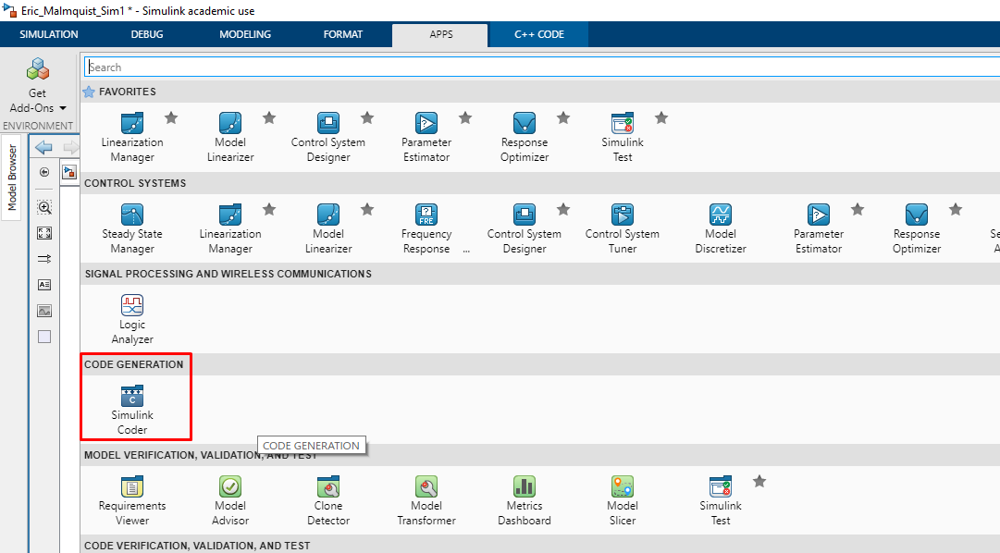 Eric_Malmquist_Sim1 * - Simulink academic use
SIMULATION DEBUG MODELING FORMAT APPS C++ CODE
Get
Add-Ons
ENVIRONMENT
Model Browser
Search
FAVORITES
Linearization Manager
Model Linearizer
Control System Designer
Parameter Estimator
Response Optimizer
Simulink Test
CONTROL SYSTEMS
Steady State Manager
Linearization Manager
Model Linearizer
FRE
Frequency Response ...
Control System Designer
Control System Tuner
Model Discretizer
Parameter Estimator
Response Optimizer
SIGNAL PROCESSING AND WIRELESS COMMUNICATIONS
Logic Analyzer
CODE GENERATION
C
Simulink Coder
CODE GENERATION
MODEL VERIFICATION, VALIDATION, AND TEST
Requirements Viewer
Model Advisor
Clone Detector
Model Transformer
Metrics Dashboard
Model Slicer
Simulink Test
CODE VERIFICATION, VALIDATION, AND TEST